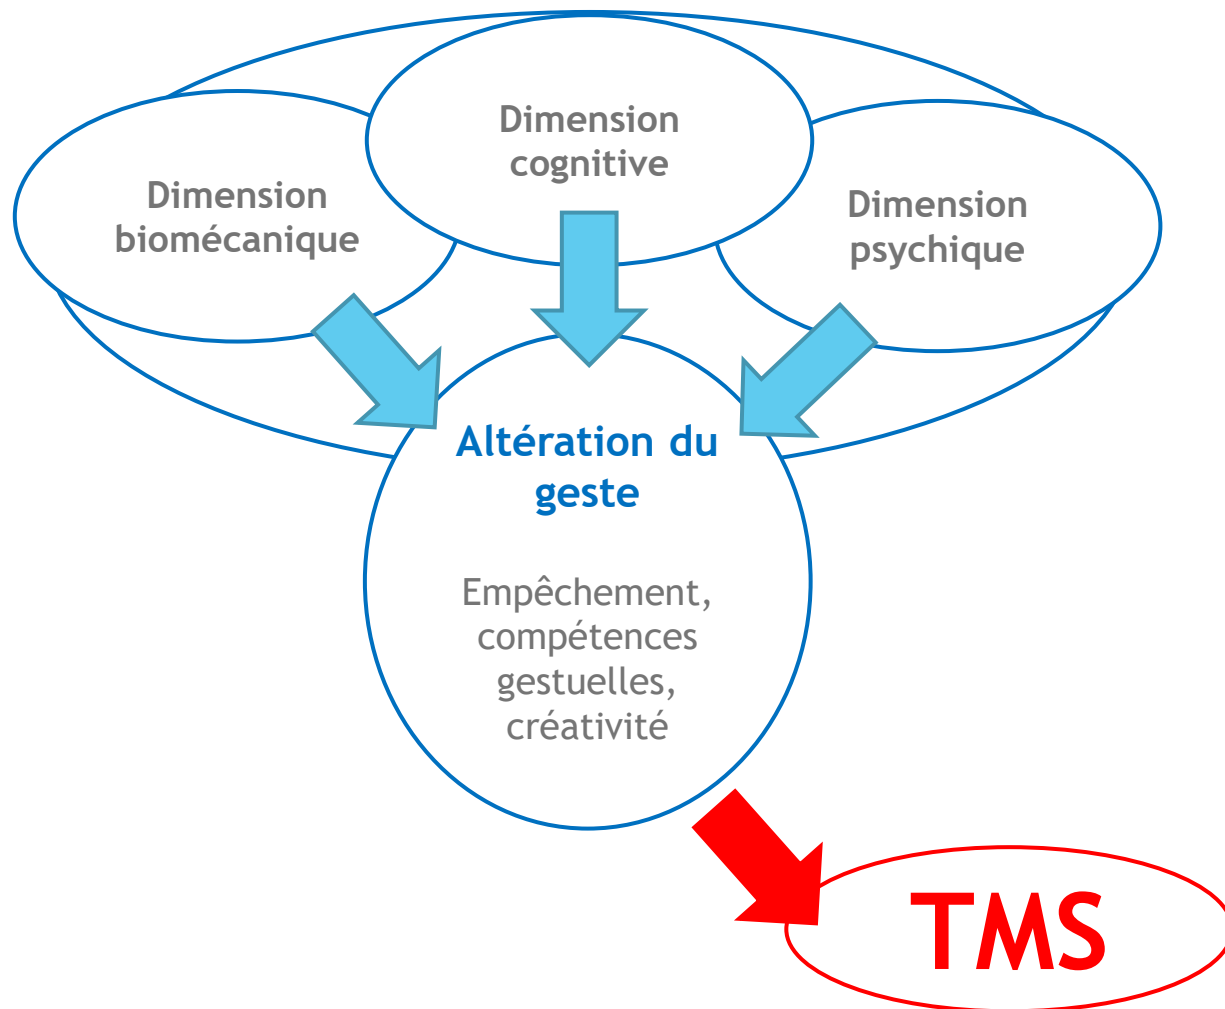 Dimension
cognitive
Dimension
biomécanique
Dimension
psychique
Altération du
geste
Empêchement,
compétences
gestuelles,
créativité
TMS